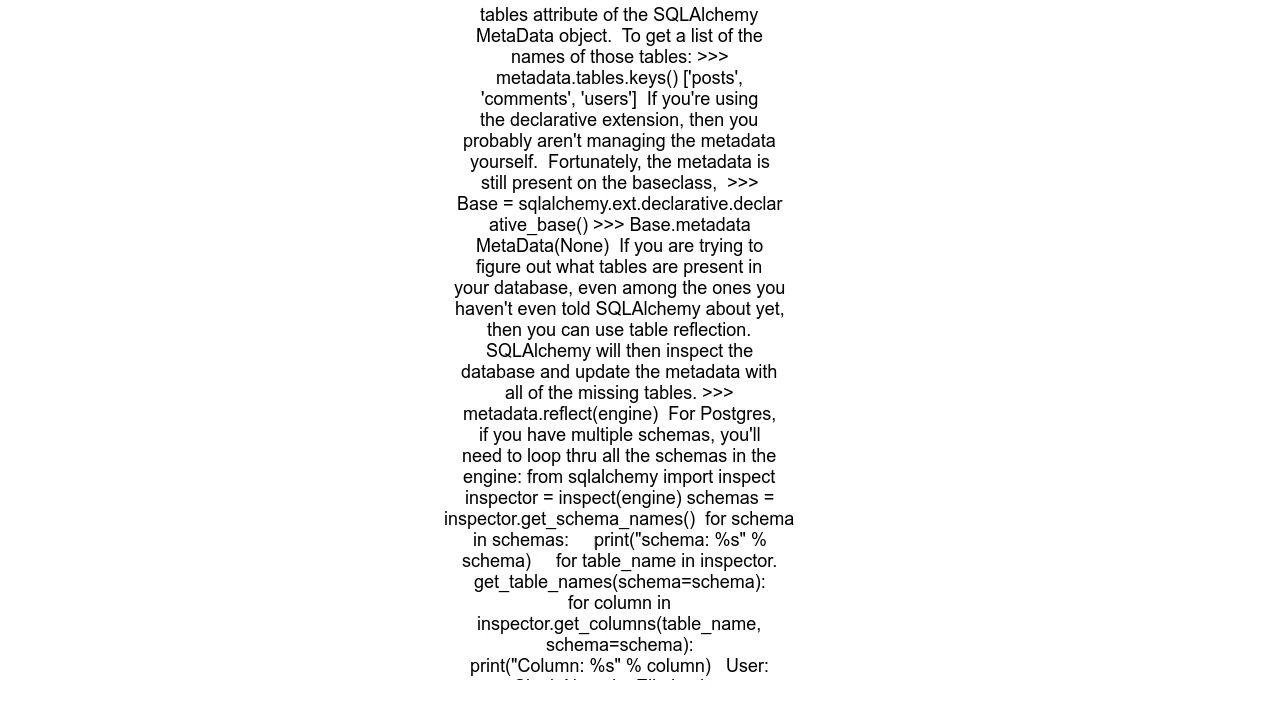 tables attribute of the SQLAlchemy
MetaData object.  To get a list of the
names of those tables: >>>
metadata.tables.keys() ['posts',
'comments', 'users']  If you're using
the declarative extension, then you
probably aren't managing the metadata
yourself.  Fortunately, the metadata is
still present on the baseclass,  >>>
Base = sqlalchemy.ext.declarative.declar
ative_base() >>> Base.metadata
MetaData(None)  If you are trying to
figure out what tables are present in
your database, even among the ones you
haven't even told SQLAlchemy about yet,
then you can use table reflection.
SQLAlchemy will then inspect the
database and update the metadata with
all of the missing tables. >>>
metadata.reflect(engine)  For Postgres,
if you have multiple schemas, you'll
need to loop thru all the schemas in the
engine: from sqlalchemy import inspect
inspector = inspect(engine) schemas =
inspector.get_schema_names()  for schema
in schemas:     print("schema: %s" %
schema)     for table_name in inspector.
get_table_names(schema=schema):
for column in
inspector.get_columns(table_name,
schema=schema):
print("Column: %s" % column)   User: